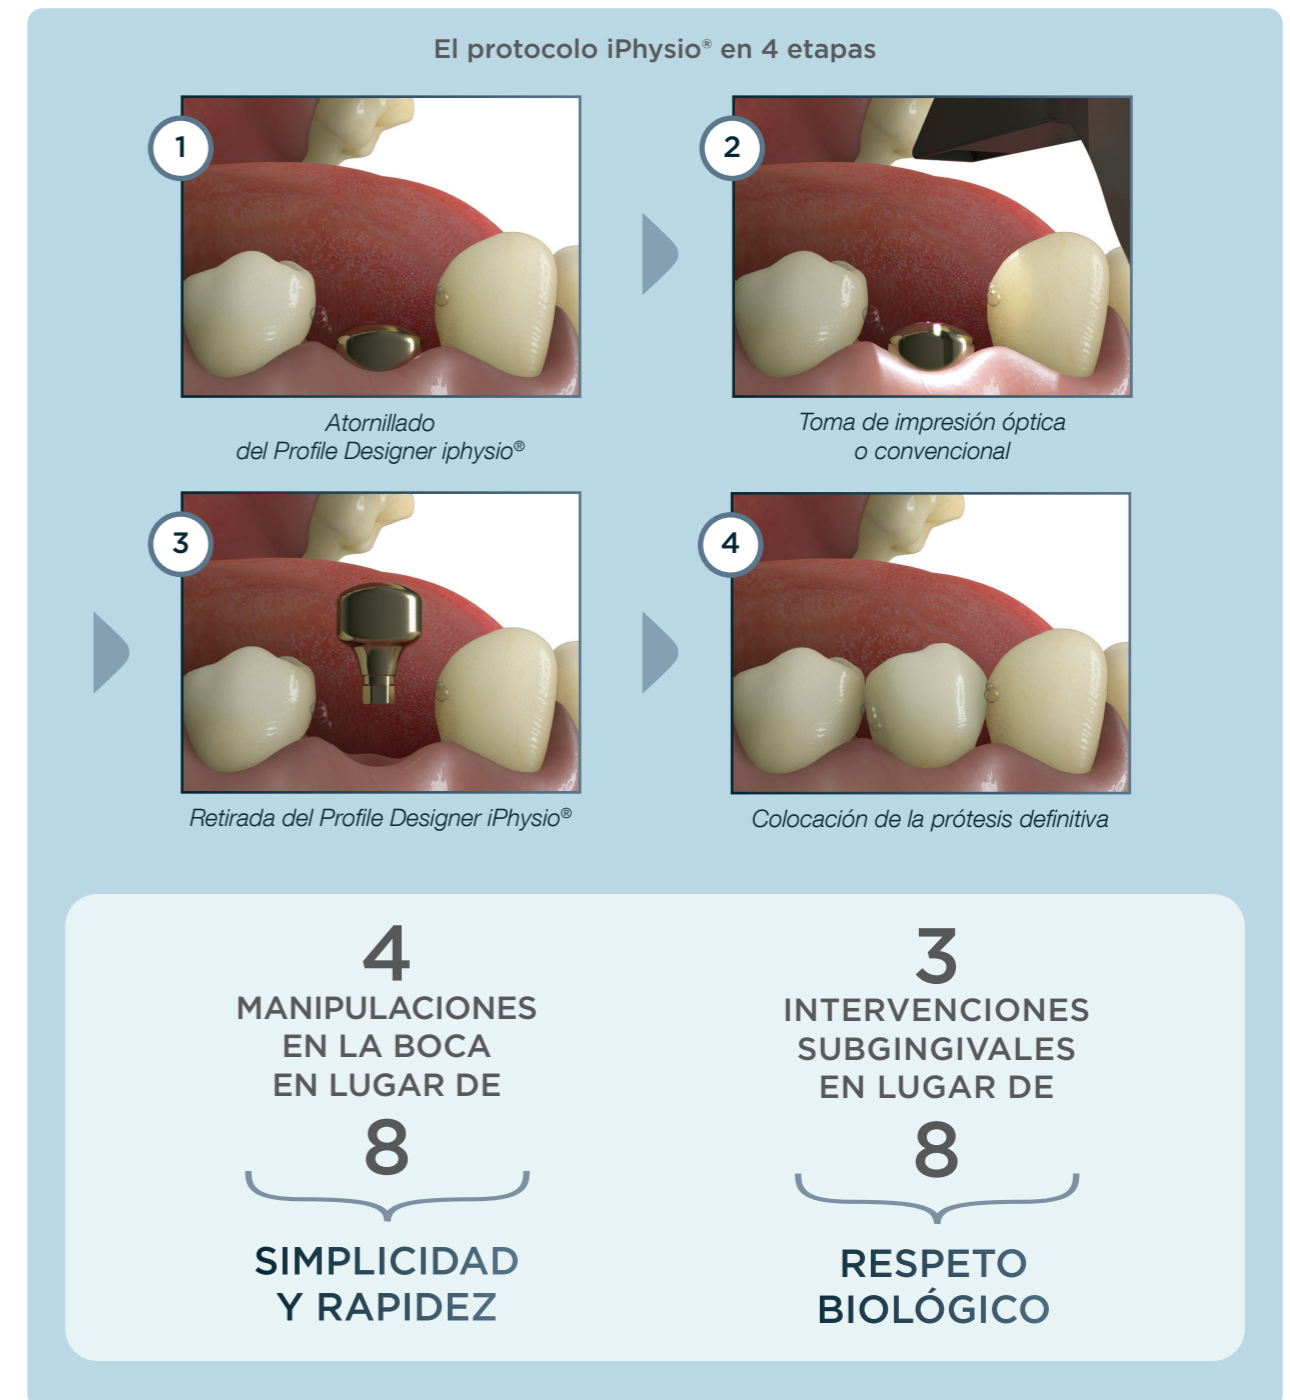 El protocolo iPhysio® en 4 etapas
1
Atornillado
del Profile Designer iphysio®
2
Toma de impresión óptica
o convencional
3
Retirada del Profile Designer iPhysio®
4
Colocación de la prótesis definitiva
4
MANIPULACIONES
EN LA BOCA
EN LUGAR DE
8
SIMPLICIDAD
Y RAPIDEZ
3
INTERVENCIONES
SUBGINGIVALES
EN LUGAR DE
8
RESPETO
BIOLÓGICO